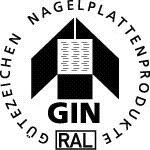 GÜTEZEICHEN NAGELPLATTENPRODUKTE
GIN
RAL